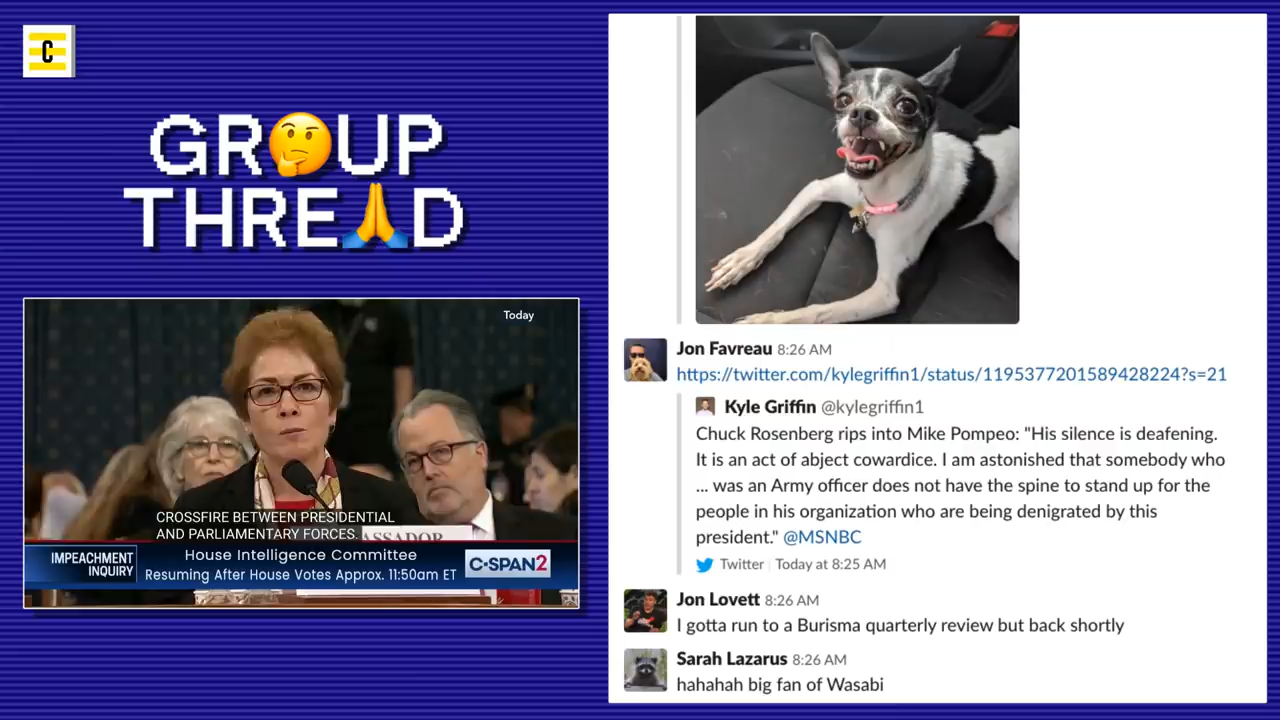 C
GROUP
THREAD
Today
CROSSFIRE BETWEEN PRESIDENTIAL
AND PARLIAMENTARY FORCES.
ASSADOR
IMPEACHMENT
INQUIRY
House Intelligence Committee
Resuming After House Votes Approx. 11:50am ET
C-SPAN2
Jon Favreau 8:26 AM
https://twitter.com/kylegriffin1/status/1195377201589428224?s=21
Kyle Griffin @kylegriffin1
Chuck Rosenberg rips into Mike Pompeo: "His silence is deafening.
It is an act of abject cowardice. I am astonished that somebody who
... was an Army officer does not have the spine to stand up for the
people in his organization who are being denigrated by this
president." @MSNBC
Twitter | Today at 8:25 AM
Jon Lovett 8:26 AM
I gotta run to a Burisma quarterly review but back shortly
Sarah Lazarus 8:26 AM
hahahah big fan of Wasabi